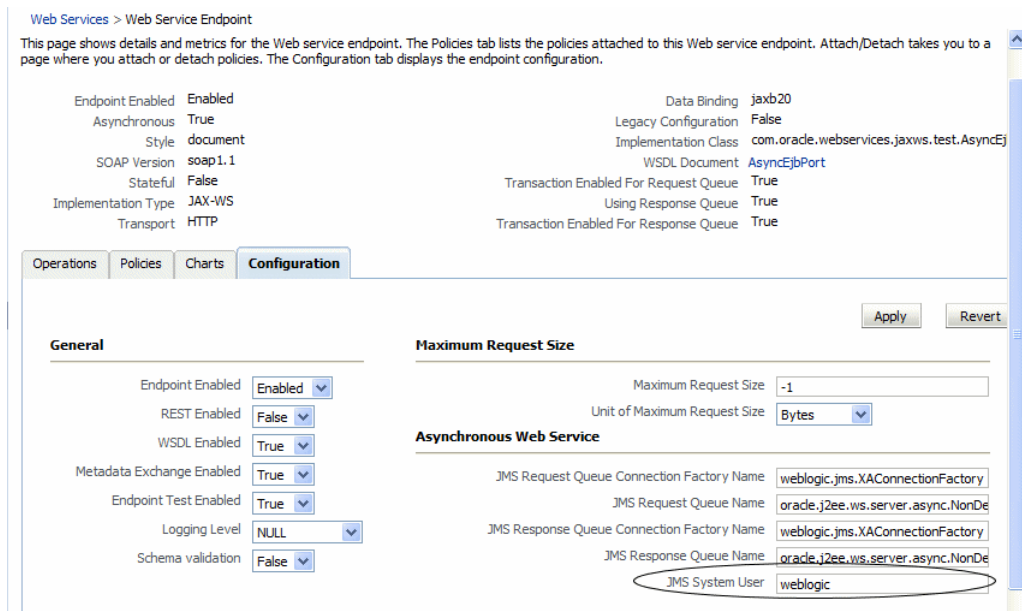 Web Services > Web Service Endpoint
This page shows details and metrics for the Web service endpoint. The Policies tab lists the policies attached to this Web service endpoint. Attach/Detach takes you to a
page where you attach or detach policies. The Configuration tab displays the endpoint configuration.
Endpoint Enabled Enabled
Asynchronous True
Style document
SOAP Version soap1.1
Stateful False
Implementation Type JAX-WS
Transport HTTP
Data Binding jaxb20
Legacy Configuration False
Implementation Class com.oracle.webservices.jaxws.test.AsyncEj
WSDL Document AsyncEjbPort
Transaction Enabled For Request Queue True
Using Response Queue True
Transaction Enabled For Response Queue True
Operations Policies Charts Configuration
Apply Revert
General
Endpoint Enabled Enabled
REST Enabled False
WSDL Enabled True
Metadata Exchange Enabled True
Endpoint Test Enabled True
Logging Level NULL
Schema validation False
Maximum Request Size
Maximum Request Size -1
Unit of Maximum Request Size Bytes
Asynchronous Web Service
JMS Request Queue Connection Factory Name weblogic.jms.XAConnectionFactory
JMS Request Queue Name oracle.j2ee.ws.server.async.NonDe
JMS Response Queue Connection Factory Name weblogic.jms.XAConnectionFactory
JMS Response Queue Name oracle.j2ee.ws.server.async.NonDe
JMS System User weblogic